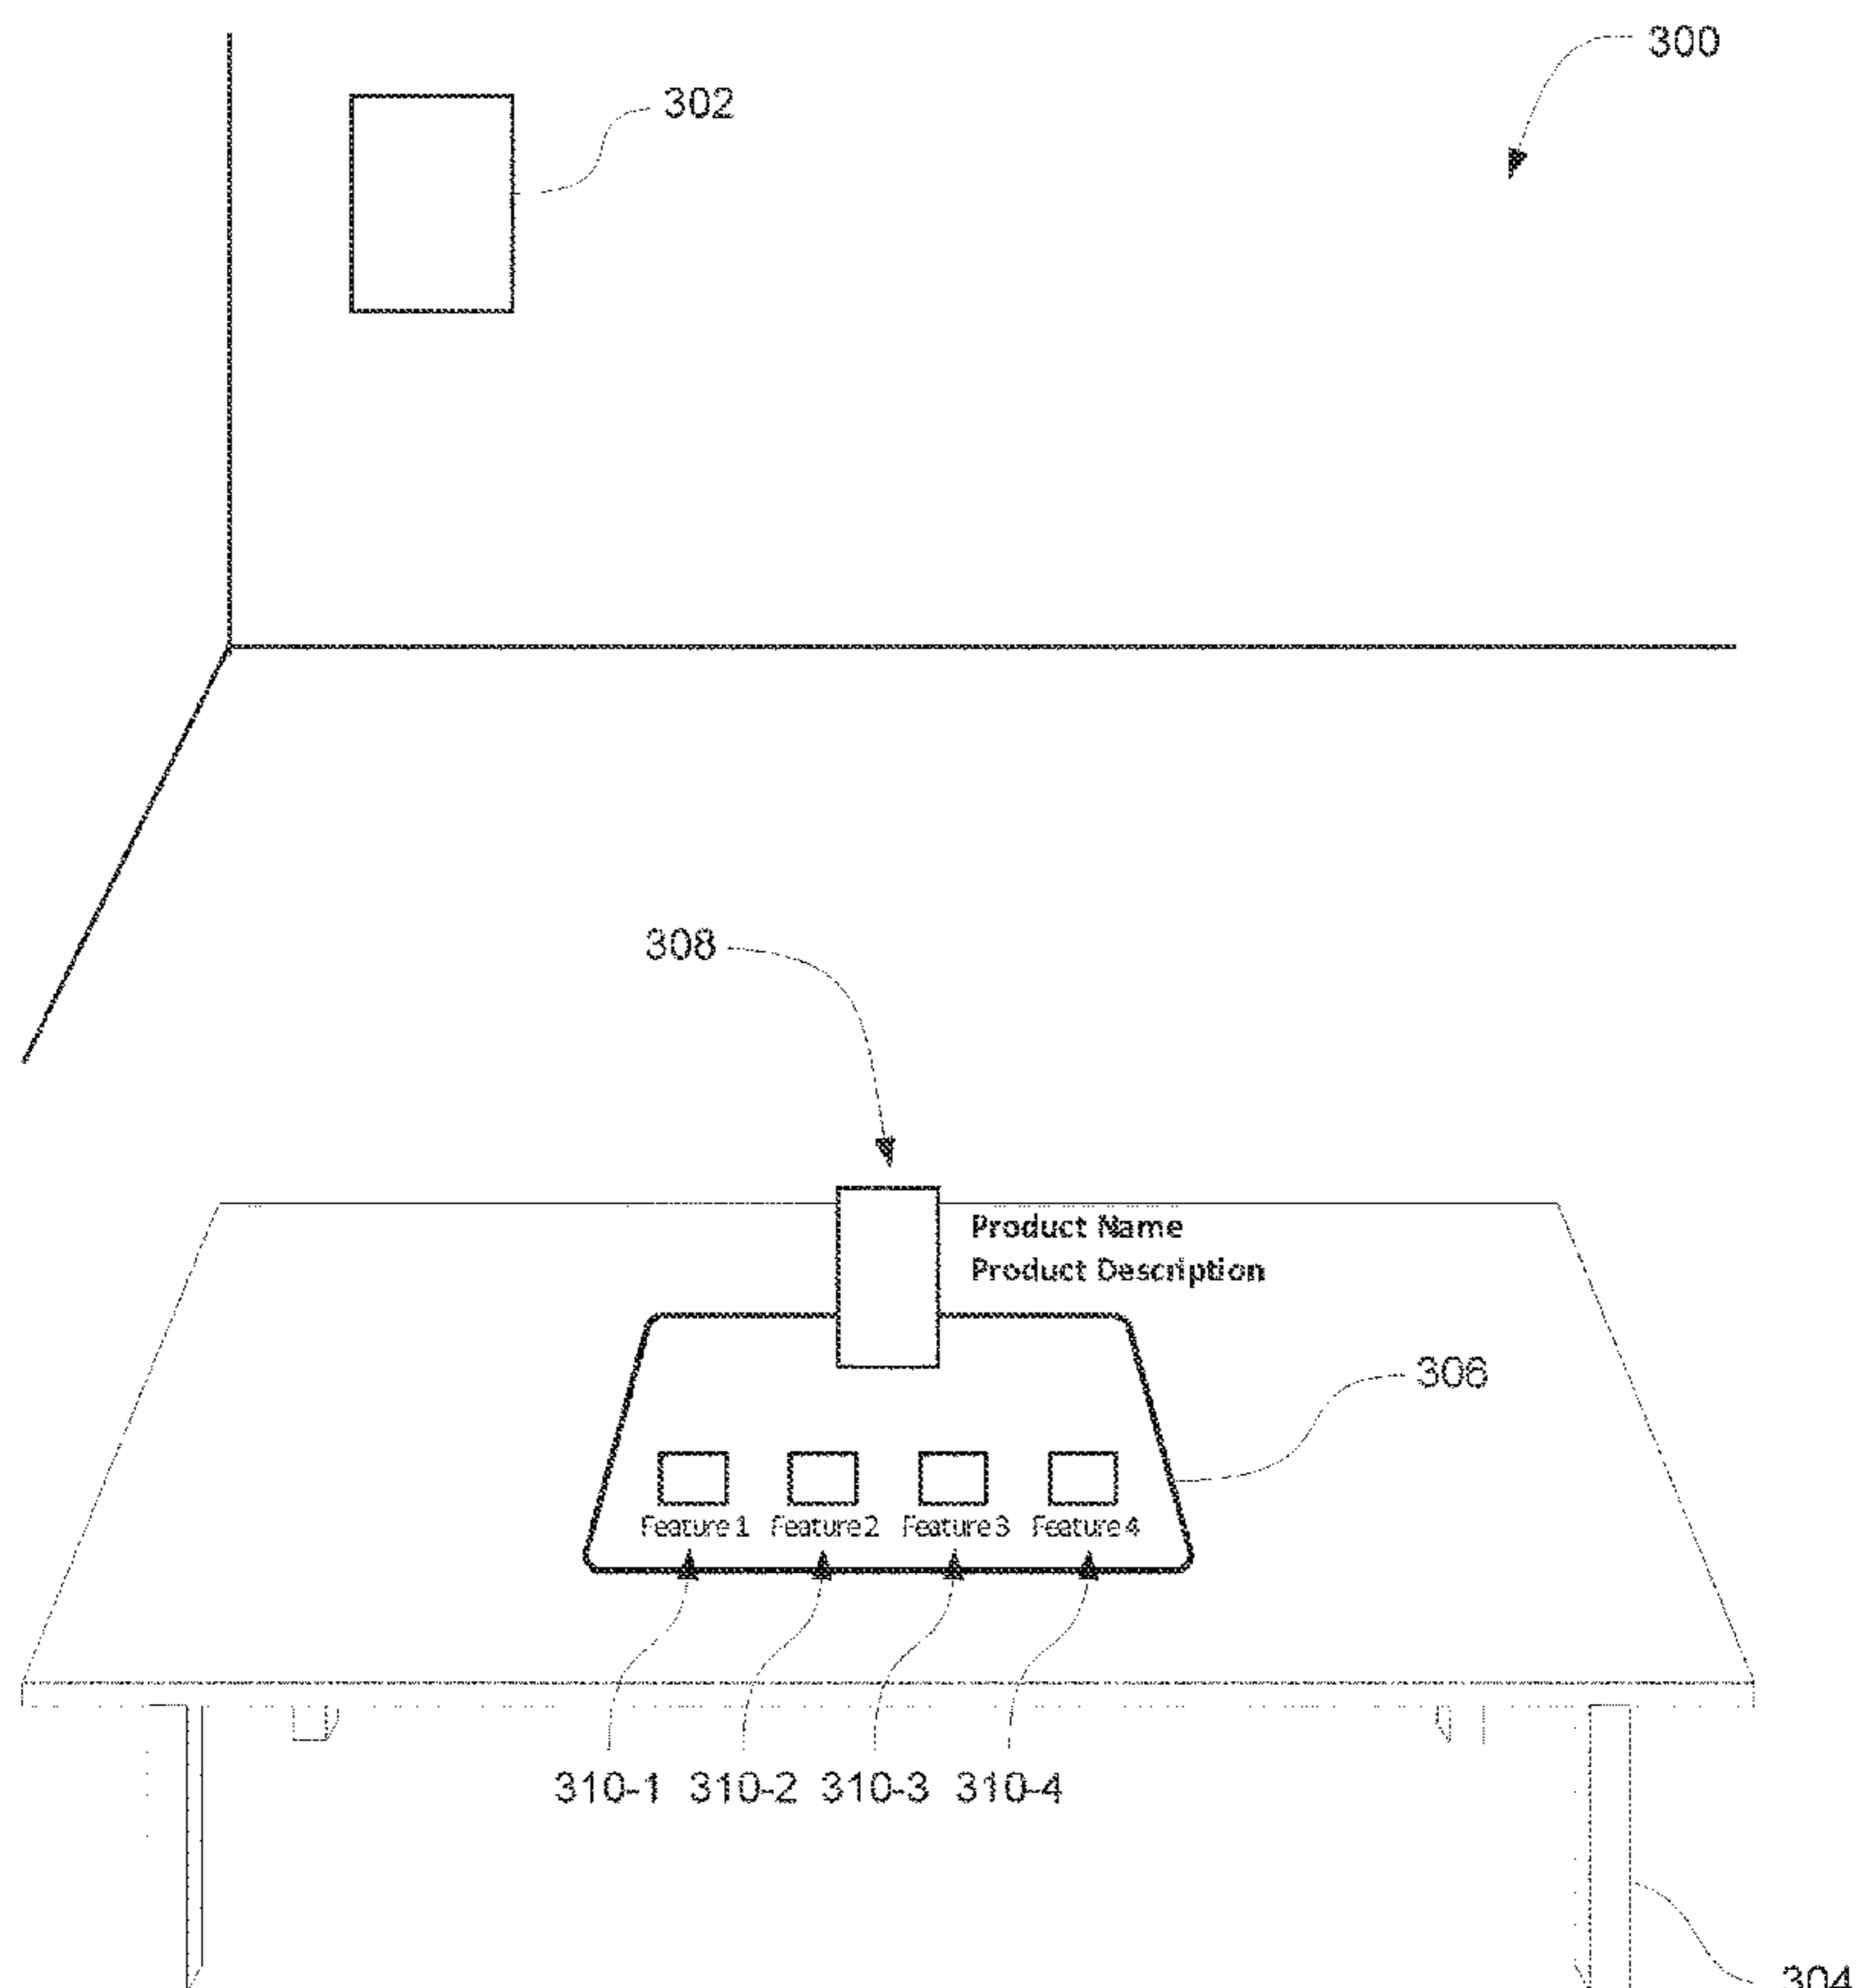 300
302
308
Product Name
Product Description
306
Feature 1 Feature 2 Feature 3 Feature 4
310-1 310-2 310-3 310-4
304